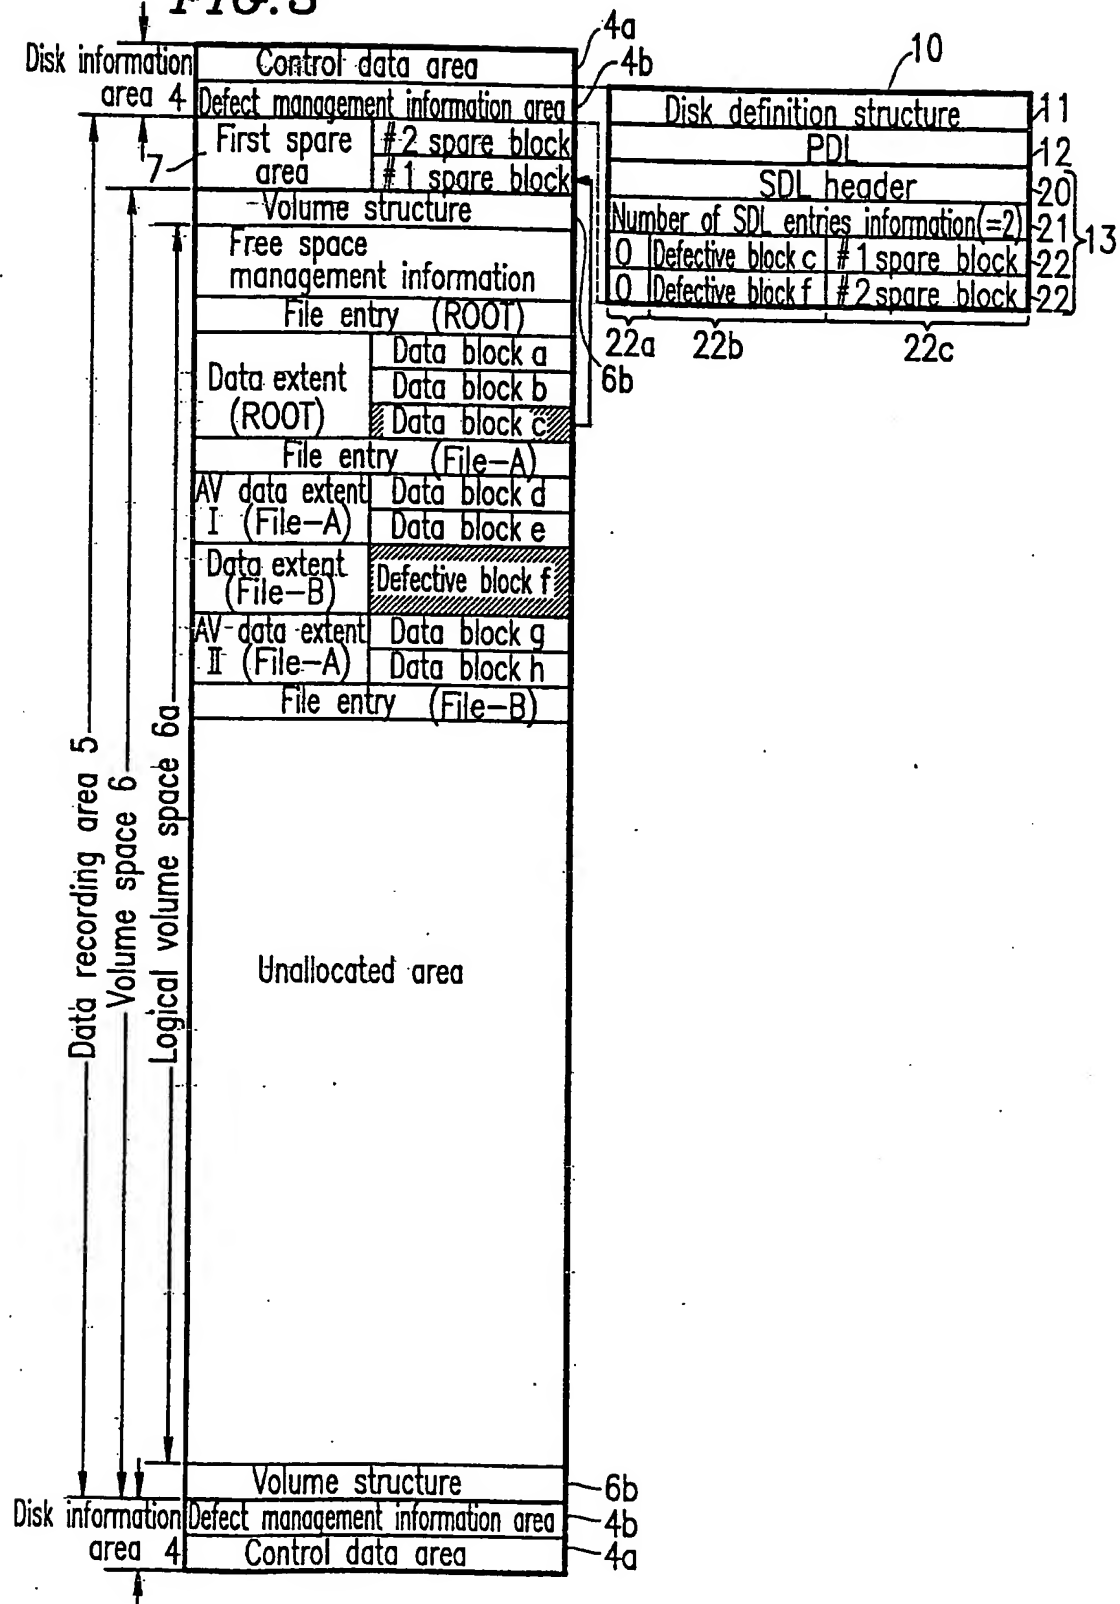 FIG. 3
Disk information area 4
Control data area
4a
Defect management information area
4b
7
First spare area
#2 spare block
#1 spare block
Volume structure
Free space management information
File entry (ROOT)
Data extent (ROOT)
Data block a
Data block b
Data block c
File entry (File-A)
AV data extent I (File-A)
Data block d
Data block e
Data extent (File-B)
Defective block f
AV data extent II (File-A)
Data block g
Data block h
File entry (File-B)
Unallocated area
Volume structure
6b
Disk information area 4
Defect management information area
4b
Control data area
4a
Data recording area 5
Volume space 6
Logical volume space 6a
6b
10
Disk definition structure
11
PDL
12
SDL header
20
Number of SDL entries information(=2)
21
13
0
Defective block c
#1 spare block
22
0
Defective block f
#2 spare block
22
22a
22b
22c